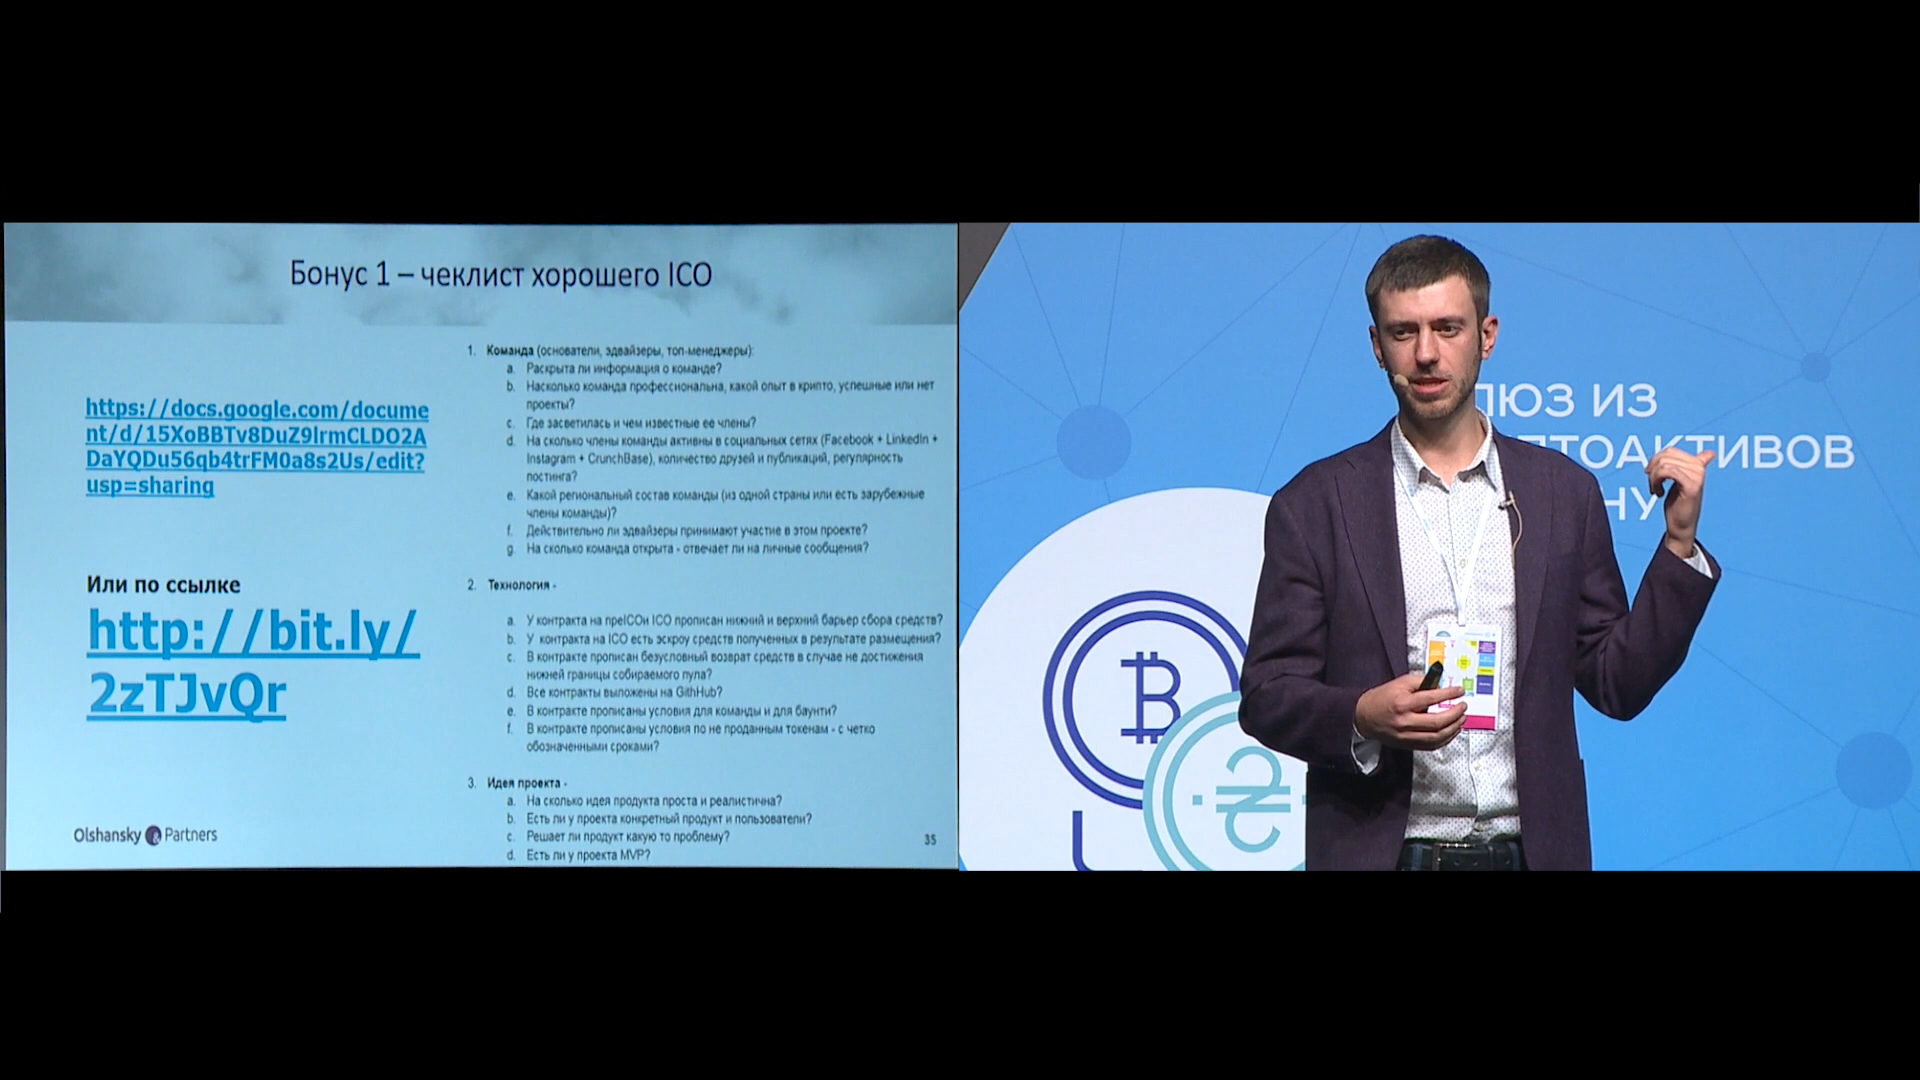 Бонус 1 – чеклист хорошего ICO
https://docs.google.com/docume
nt/d/15XoBBTv8DuZ9lrmCLDO2A
DaYQDu56qb4trFM0a8s2Us/edit?
usp=sharing
Или по ссылке
http://bit.ly/
2zTJvQr
1. Команда (основатели, эдвайзеры, топ-менеджеры):
a. Раскрыта ли информация о команде?
b. Насколько команда профессиональна, какой опыт в крипто, успешные или нет
проекты?
c. Где засветилась и чем известные ее члены?
d. На сколько члены команды активны в социальных сетях (Facebook + LinkedIn +
Instagram + CrunchBase), количество друзей и публикаций, регулярность
постинга?
e. Какой региональный состав команды (из одной страны или есть зарубежные
члены команды)?
f. Действительно ли эдвайзеры принимают участие в этом проекте?
g. На сколько команда открыта - отвечает ли на личные сообщения?
2. Технология -
a. У контракта на преICOи ICO прописан нижний и верхний барьер сбора средств?
b. У контракта на ICO есть эскроу средств полученных в результате размещения?
c. В контракте прописан безусловный возврат средств в случае не достижения
нижней границы собираемого пула?
d. Все контракты выложены на GithHub?
e. В контракте прописаны условия для команды и для баунти?
f. В контракте прописаны условия по не проданным токенам - с четко
обозначенными сроками?
3. Идея проекта -
a. На сколько идея продукта проста и реалистична?
b. Есть ли у проекта конкретный продукт и пользователи?
c. Решает ли продукт какую то проблему?
d. Есть ли у проекта MVP?
Olshansky & Partners
35
ЛЮЗ ИЗ
ПТОАКТИВОВ
НУ